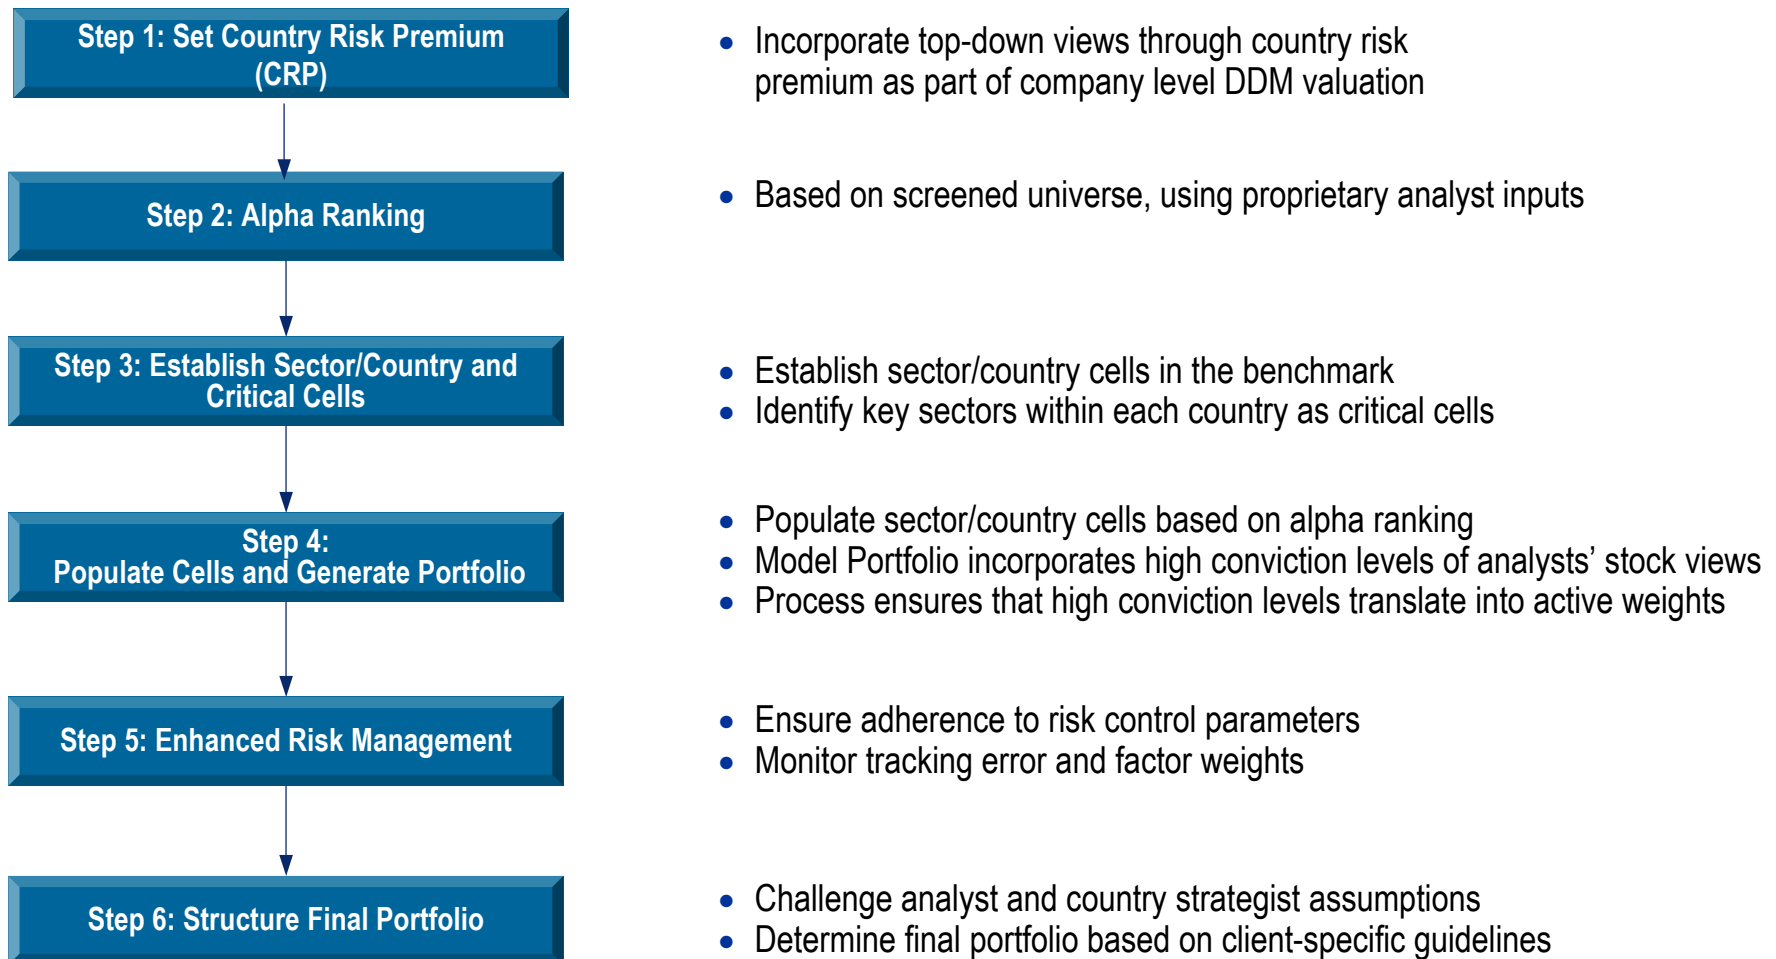 Step 1: Set Country Risk Premium
(CRP)
• Incorporate top-down views through country risk
premium as part of company level DDM valuation
Step 2: Alpha Ranking
• Based on screened universe, using proprietary analyst inputs
Step 3: Establish Sector/Country and
Critical Cells
• Establish sector/country cells in the benchmark
• Identify key sectors within each country as critical cells
Step 4:
Populate Cells and Generate Portfolio
• Populate sector/country cells based on alpha ranking
• Model Portfolio incorporates high conviction levels of analysts’ stock views
• Process ensures that high conviction levels translate into active weights
Step 5: Enhanced Risk Management
• Ensure adherence to risk control parameters
• Monitor tracking error and factor weights
Step 6: Structure Final Portfolio
• Challenge analyst and country strategist assumptions
• Determine final portfolio based on client-specific guidelines